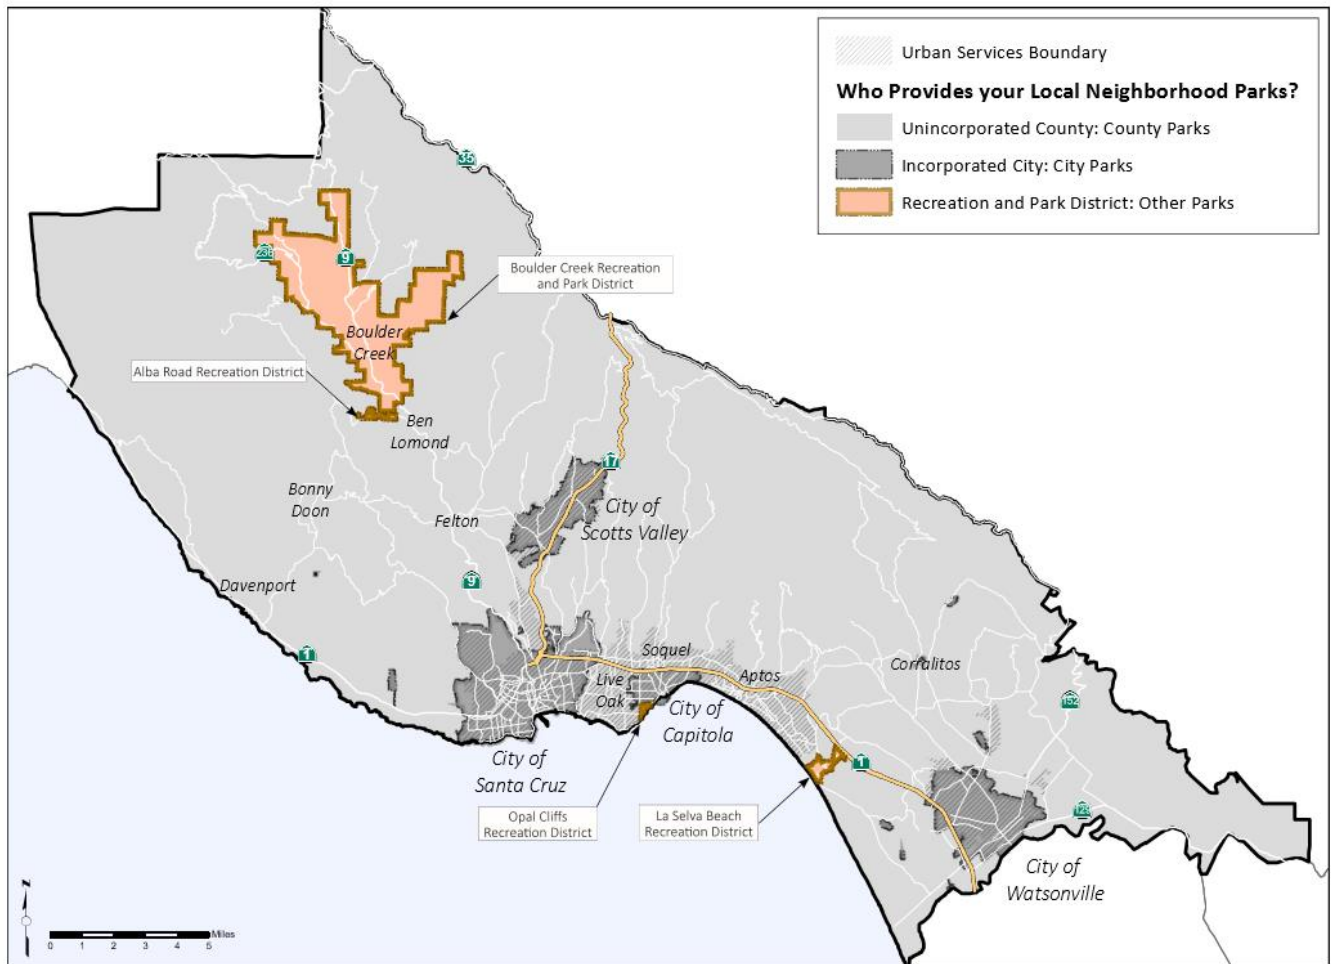 Urban Services Boundary
Who Provides your Local Neighborhood Parks?
Unincorporated County: County Parks
Incorporated City: City Parks
Recreation and Park District: Other Parks
35
236
9
Boulder Creek Recreation
and Park District
Boulder
Creek
Alba Road Recreation District
Ben
Lomond
17
Bonny
Doon
City of
Scotts Valley
Felton
Davenport
9
1
Soquel
Live
Oak
Aptos
Corralitos
152
City of
Capitola
City of
Santa Cruz
1
Opal Cliffs
Recreation District
La Selva Beach
Recreation District
129
City of
Watsonville
N
Miles
0 1 2 3 4 5